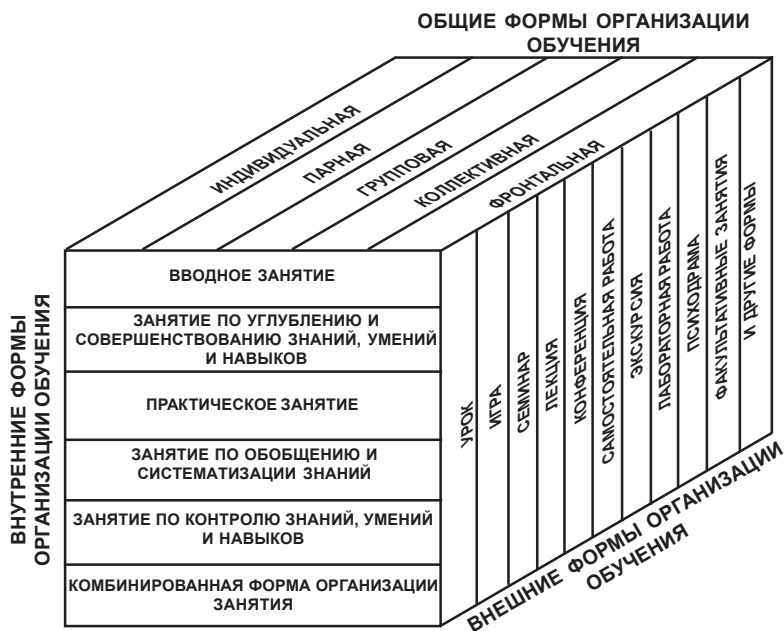 ОБЩИЕ ФОРМЫ ОРГАНИЗАЦИИ
ОБУЧЕНИЯ
ИНДИВИДУАЛЬНАЯ
ПАРНАЯ
ГРУППОВАЯ
КОЛЛЕКТИВНАЯ
ФРОНТАЛЬНАЯ
ВНУТРЕННИЕ ФОРМЫ
ОРГАНИЗАЦИИ ОБУЧЕНИЯ
ВВОДНОЕ ЗАНЯТИЕ
ЗАНЯТИЕ ПО УГЛУБЛЕНИЮ И
СОВЕРШЕНСТВОВАНИЮ ЗНАНИЙ, УМЕНИЙ
И НАВЫКОВ
ПРАКТИЧЕСКОЕ ЗАНЯТИЕ
ЗАНЯТИЕ ПО ОБОБЩЕНИЮ И
СИСТЕМАТИЗАЦИИ ЗНАНИЙ
ЗАНЯТИЕ ПО КОНТРОЛЮ ЗНАНИЙ, УМЕНИЙ
И НАВЫКОВ
КОМБИНИРОВАННАЯ ФОРМА ОРГАНИЗАЦИИ
ЗАНЯТИЯ
УРОК
ИГРА
СЕМИНАР
ЛЕКЦИЯ
КОНФЕРЕНЦИЯ
САМОСТОЯТЕЛЬНАЯ РАБОТА
ЭКСКУРСИЯ
ЛАБОРАТОРНАЯ РАБОТА
ПСИХОДРАМА
ФАКУЛЬТАТИВНЫЕ ЗАНЯТИЯ
И ДРУГИЕ ФОРМЫ
ВНЕШНИЕ ФОРМЫ ОРГАНИЗАЦИИ
ОБУЧЕНИЯ